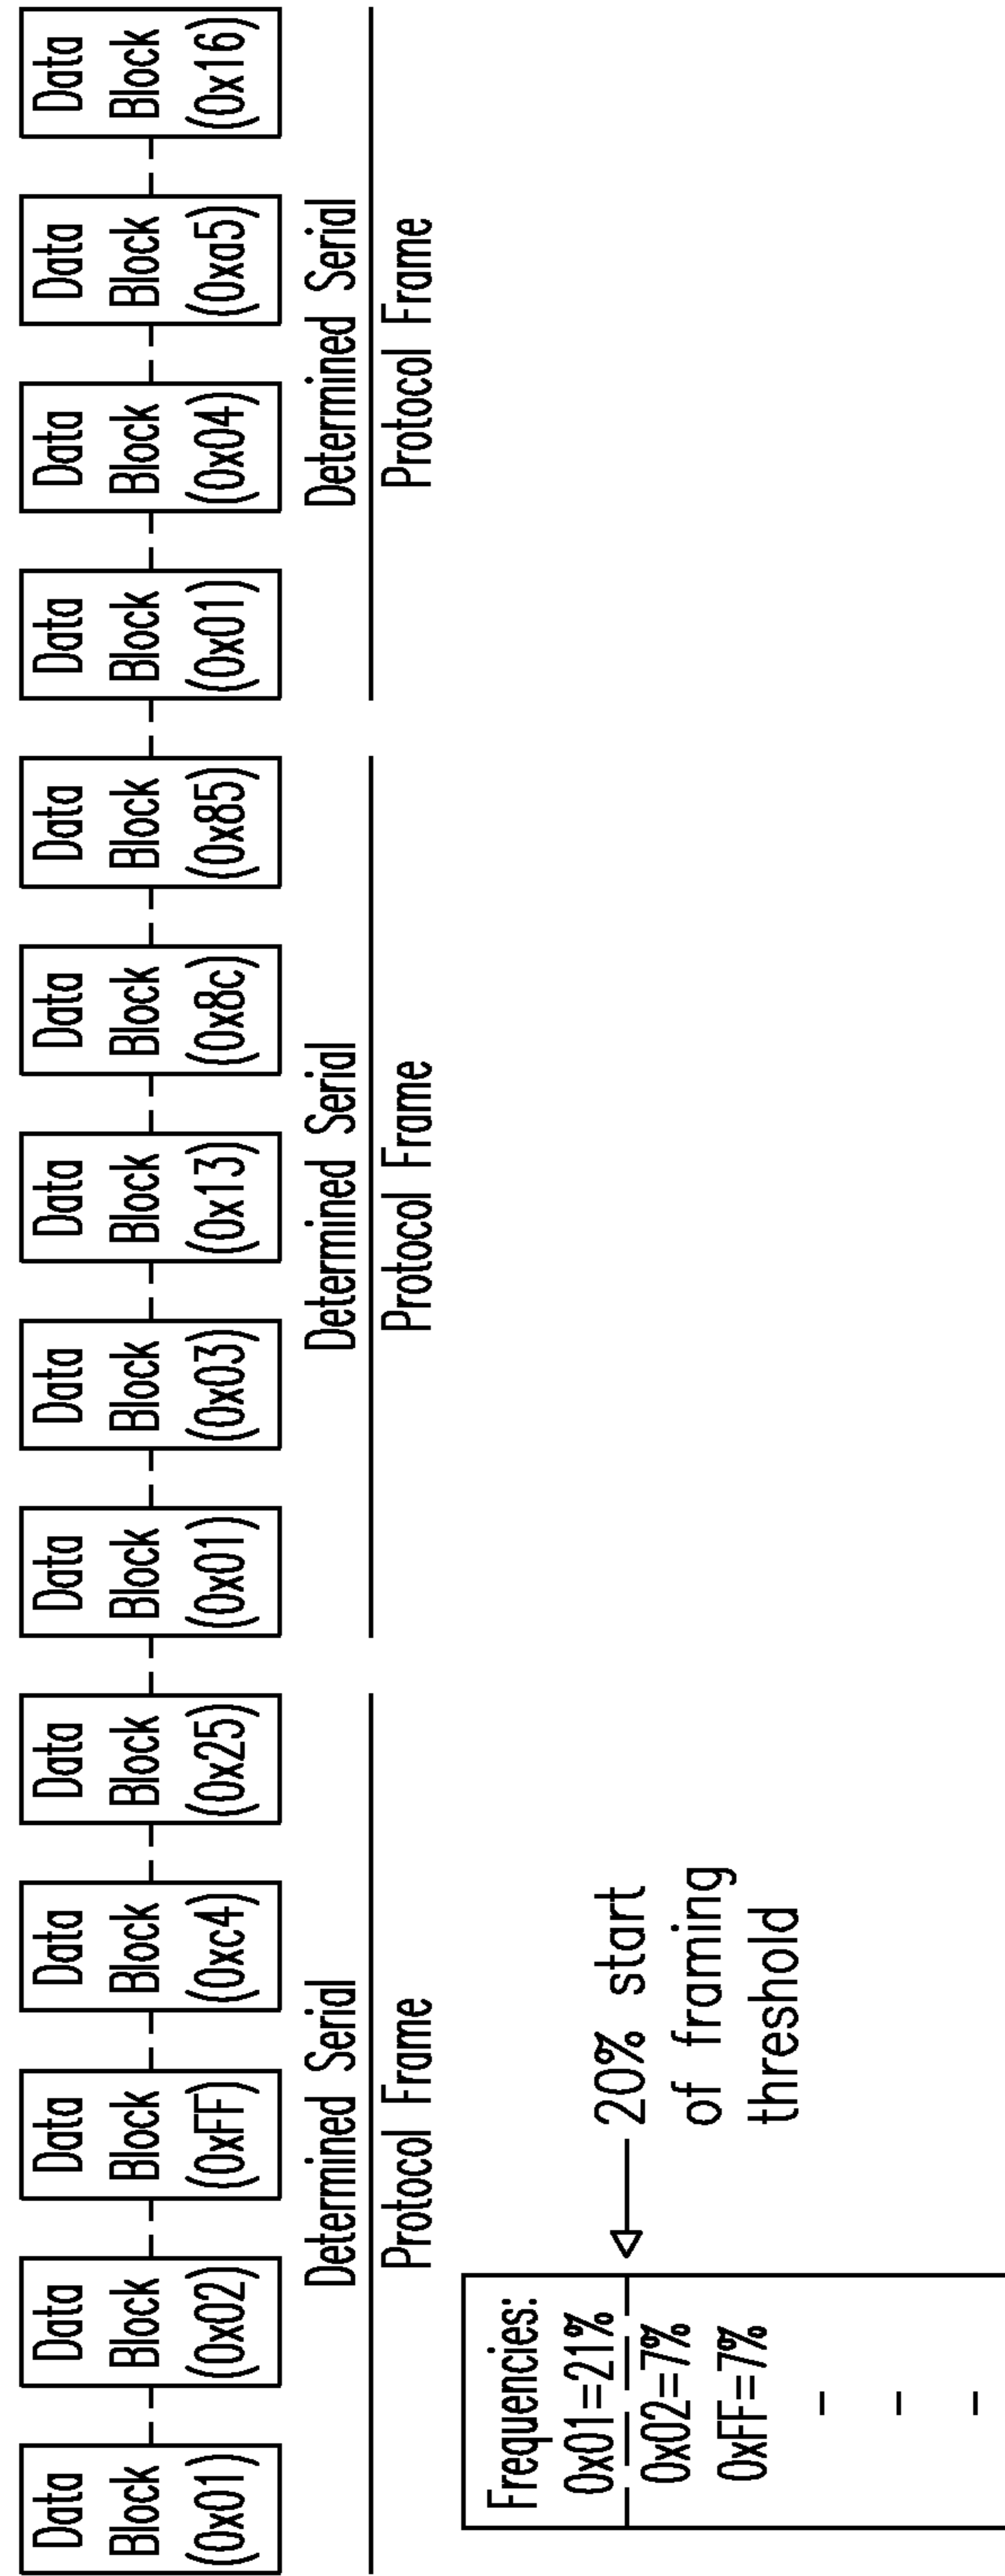 Data
Block
(0x01)
Data
Block
(0x02)
Data
Block
(0xFF)
Data
Block
(0xc4)
Data
Block
(0x25)
Data
Block
(0x01)
Data
Block
(0x03)
Data
Block
(0x13)
Data
Block
(0x8c)
Data
Block
(0x85)
Data
Block
(0x01)
Data
Block
(0x04)
Data
Block
(0xa5)
Data
Block
(0x16)
Determined Serial
Protocol Frame
Determined Serial
Protocol Frame
Determined Serial
Protocol Frame
Frequencies:
0x01=21%
0x02=7%
0xFF=7%
20% start
of framing
threshold